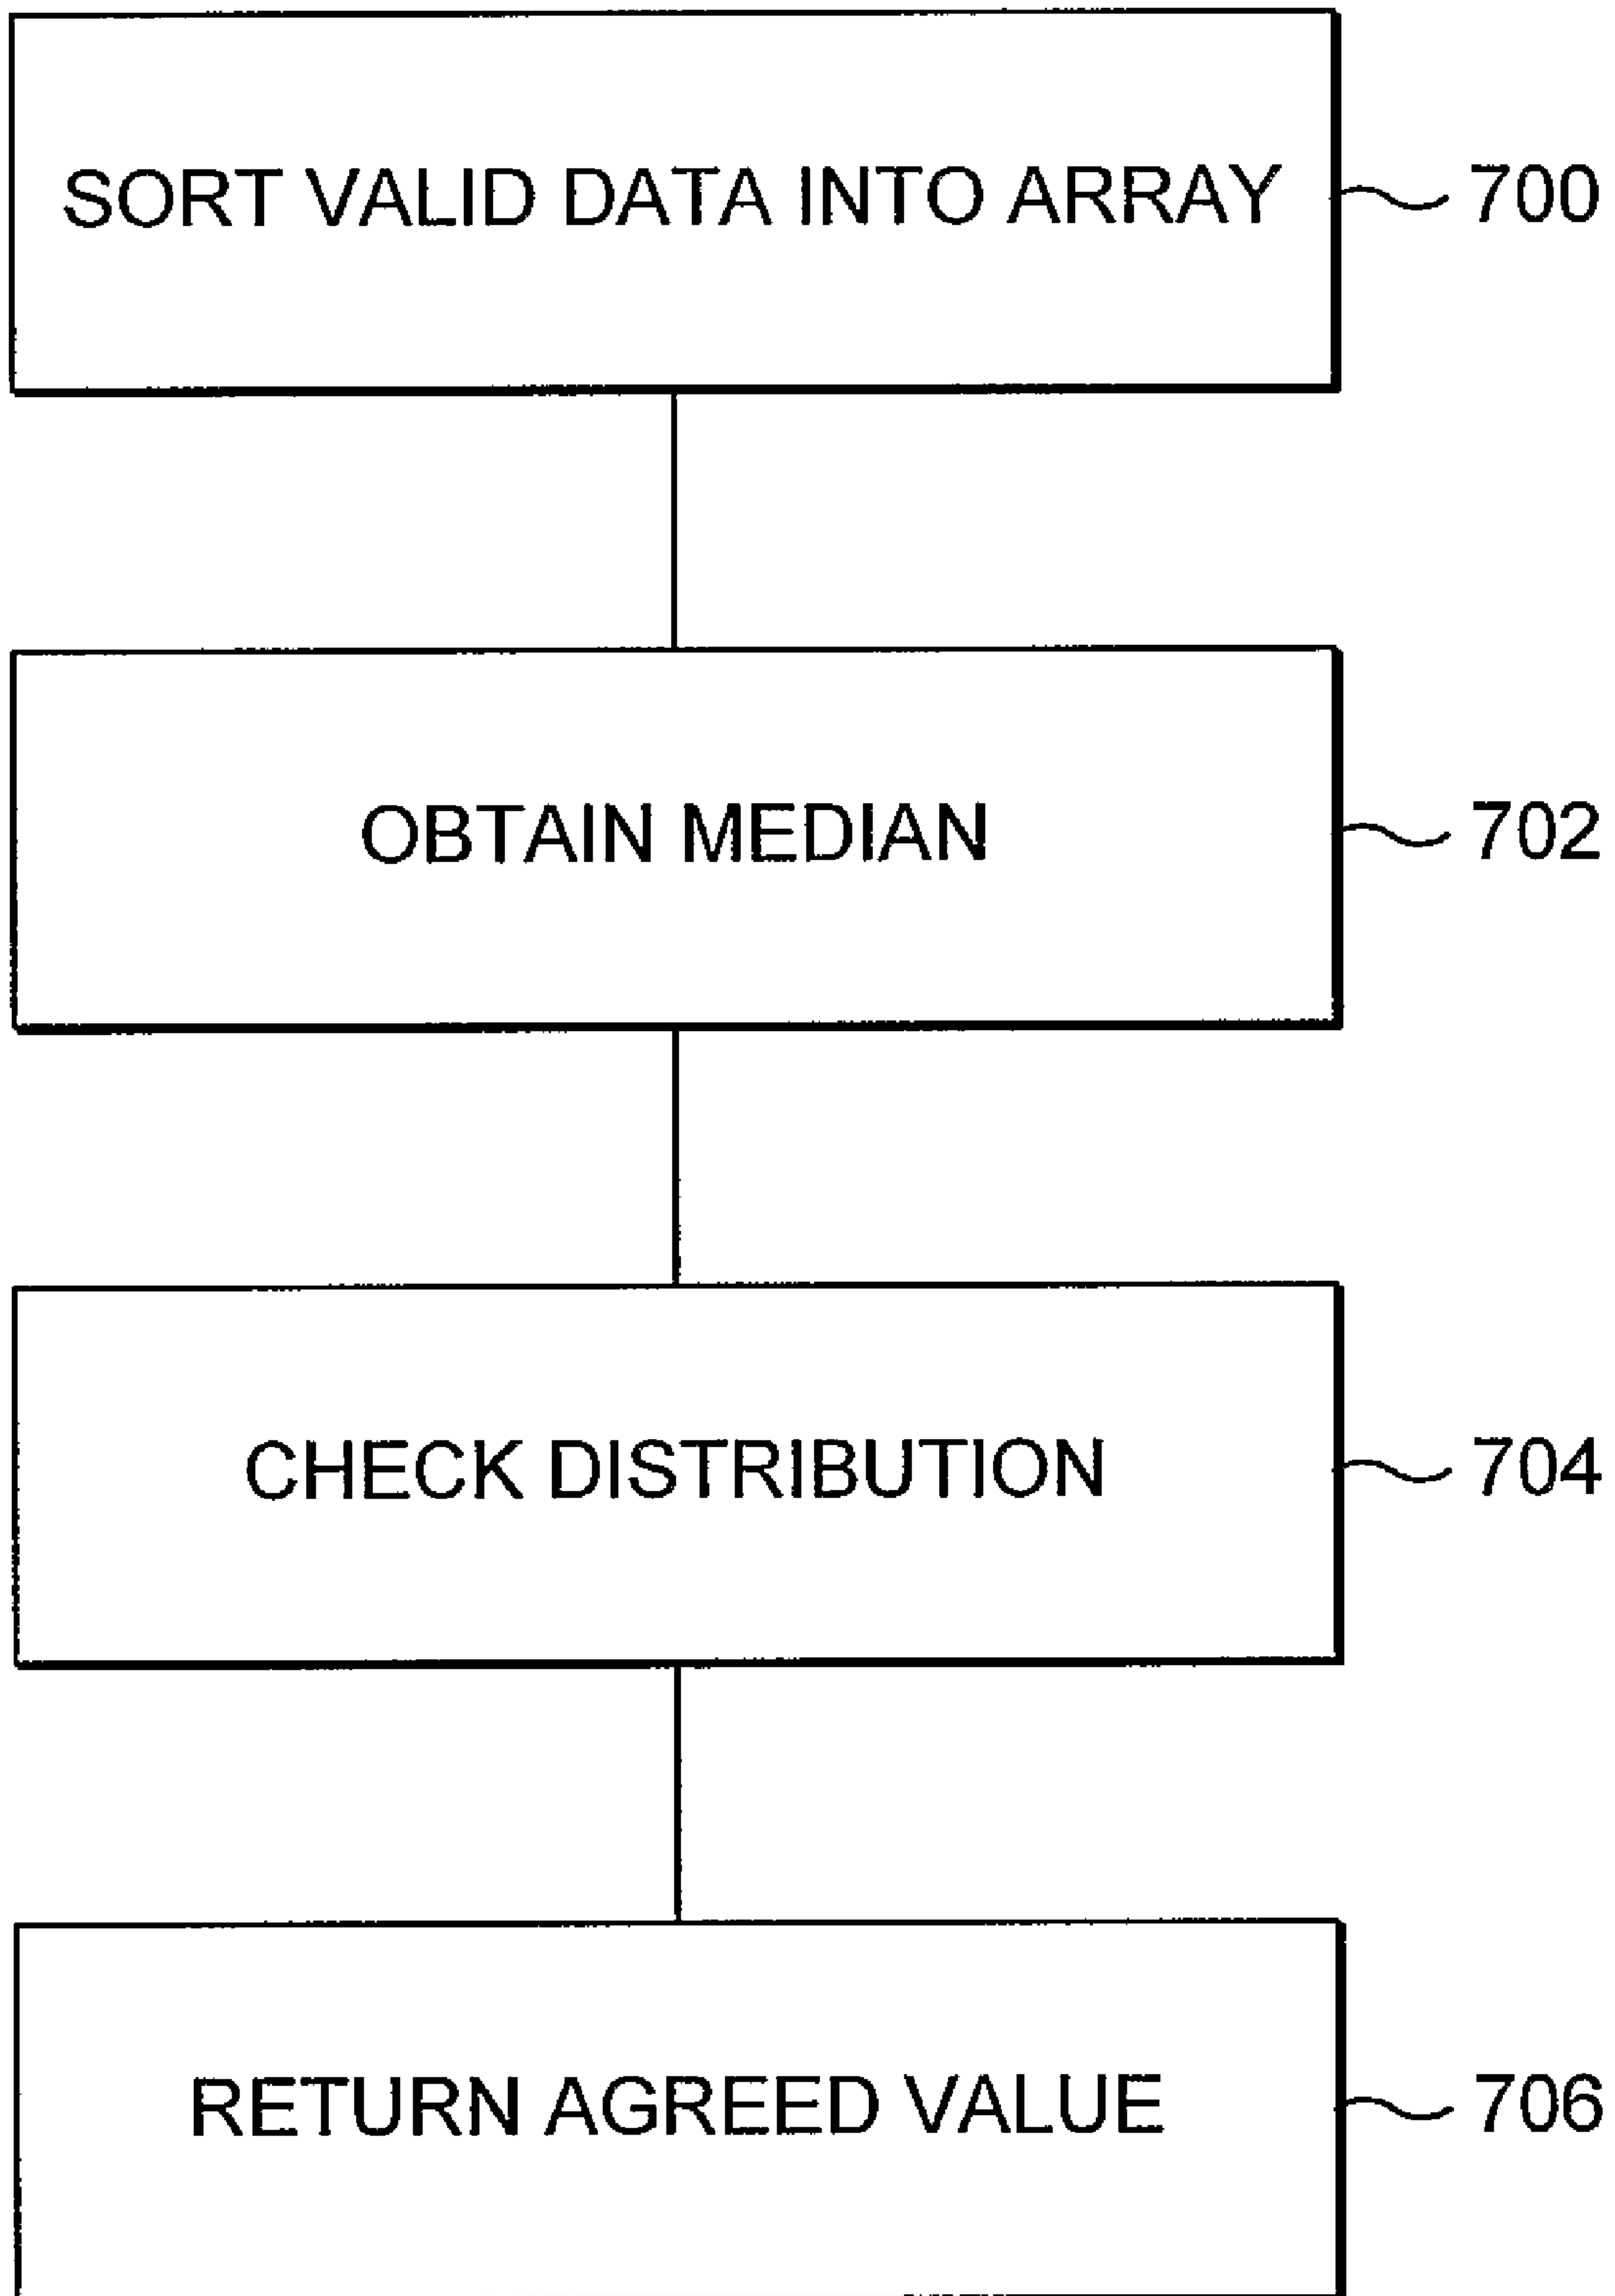 SORT VALID DATA INTO ARRAY 700
OBTAIN MEDIAN 702
CHECK DISTRIBUTION 704
RETURN AGREED VALUE 706